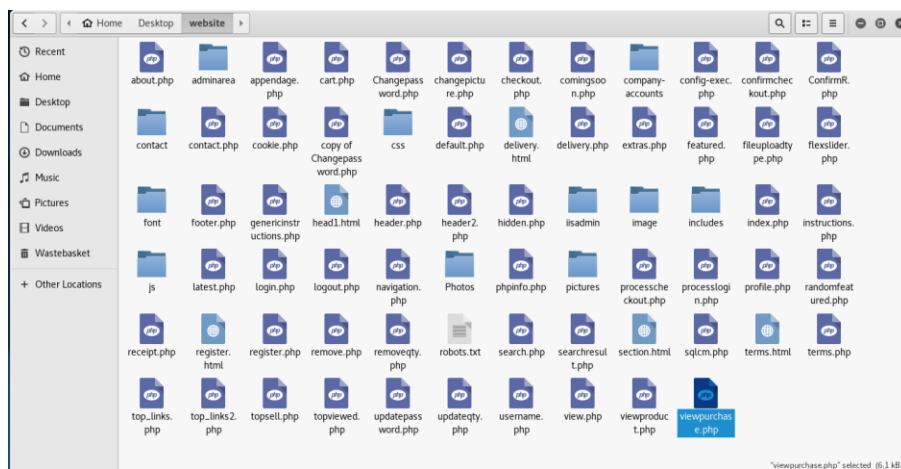 Home Desktop website
Recent
Home
Desktop
Documents
Downloads
Music
Pictures
Videos
Wastebasket
+ Other Locations
about.php adminarea appendage. cart.php Changepass changepictu checkout.php comingsoo company- config-exec. confirmchec ConfirmR.
php word.php re.php n.php accounts php kout.php php
contact contact.php cookie.php copy of css default.php delivery. delivery.php extras.php featured. fileuploadty flexslider.
Changepass html php pe.php php
word.php
font footer.php genericinstr head1.html header.php header2. hidden.php iisadmin image includes index.php instructions.
uctions.php php php
js latest.php login.php logout.php navigation. Photos phpinfo.php pictures processche processlogi profile.php randomfeat
php ckout.php n.php ured.php
receipt.php register. register.php remove.php removeqty. robots.txt search.php searchresul section.html sqlcm.php terms.html terms.php
html php t.php
top_links. top_links2. topsell.php topviewed. updatepass updateqty. username. view.php viewproduc viewpurchas
php php php word.php php php t.php e.php
"viewpurchase.php" selected (6.1 kB)